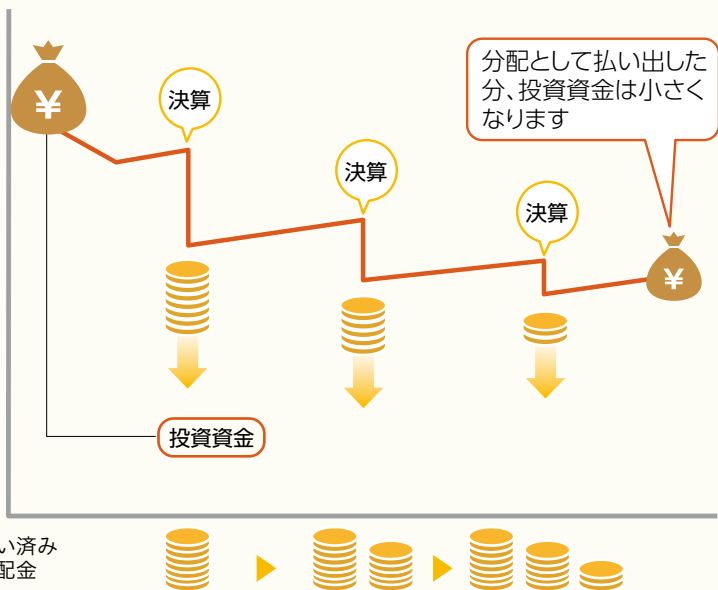 ¥
決算
分配として払い出した
分、投資資金は小さく
なります
決算
決算
¥
投資資金
い済み
配金